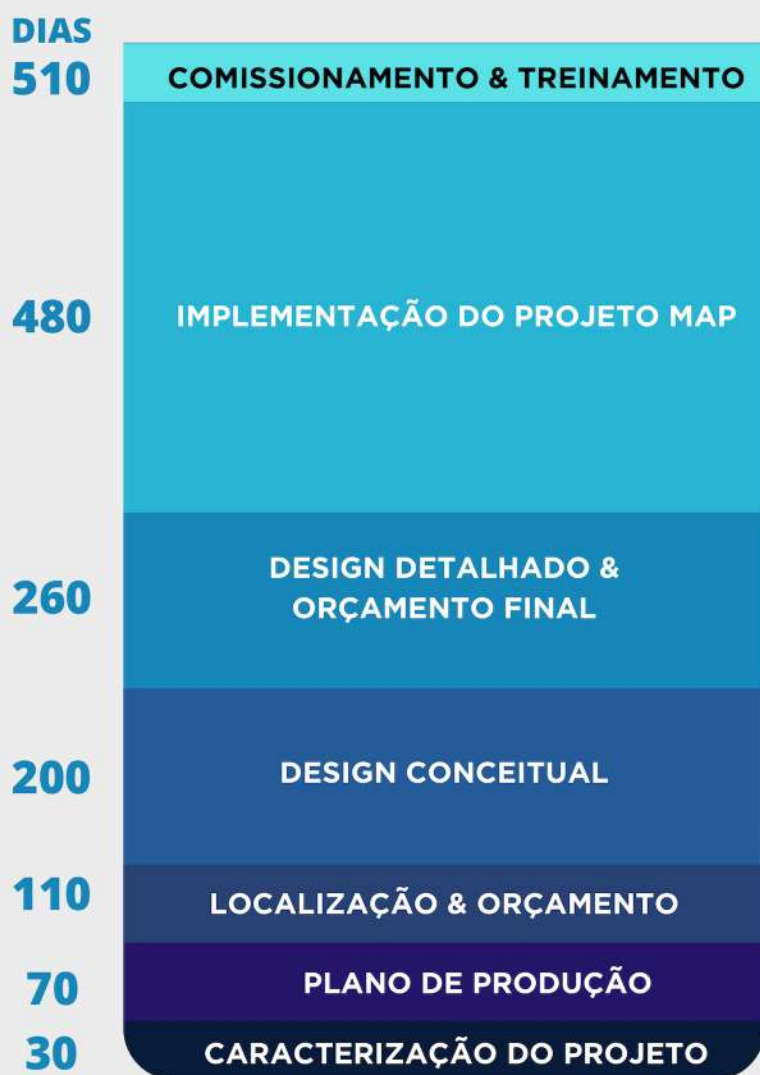 DIAS
510 COMISSIONAMENTO & TREINAMENTO
480 IMPLEMENTAÇÃO DO PROJETO MAP
260 DESIGN DETALHADO &
ORÇAMENTO FINAL
200 DESIGN CONCEITUAL
110 LOCALIZAÇÃO & ORÇAMENTO
70 PLANO DE PRODUÇÃO
30 CARACTERIZAÇÃO DO PROJETO